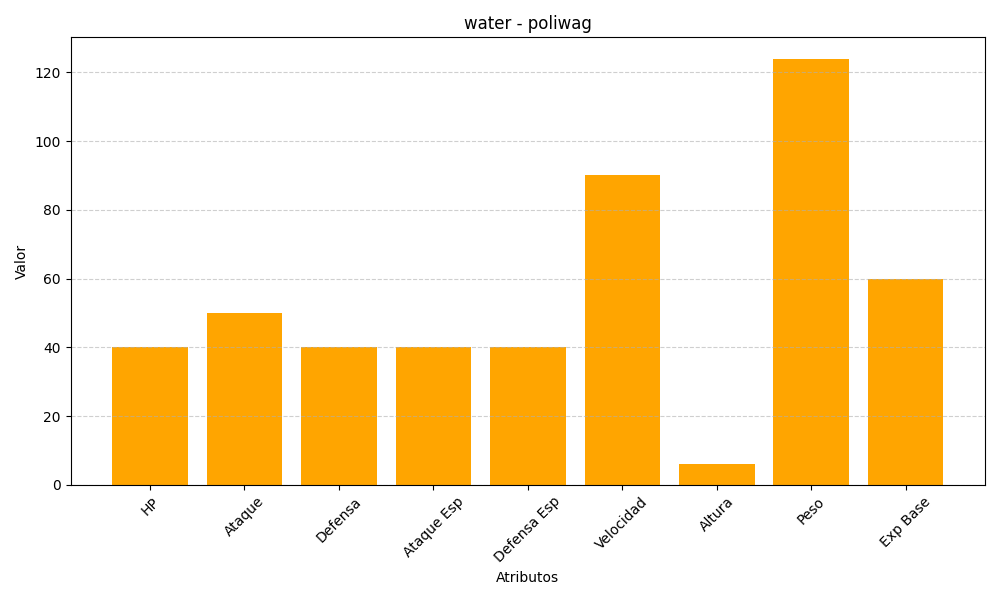 water - poliwag
Valor
120
100
80
60
40
20
0
HP
Ataque
Defensa
Ataque Esp
Defensa Esp
Velocidad
Altura
Peso
Exp Base
Atributos